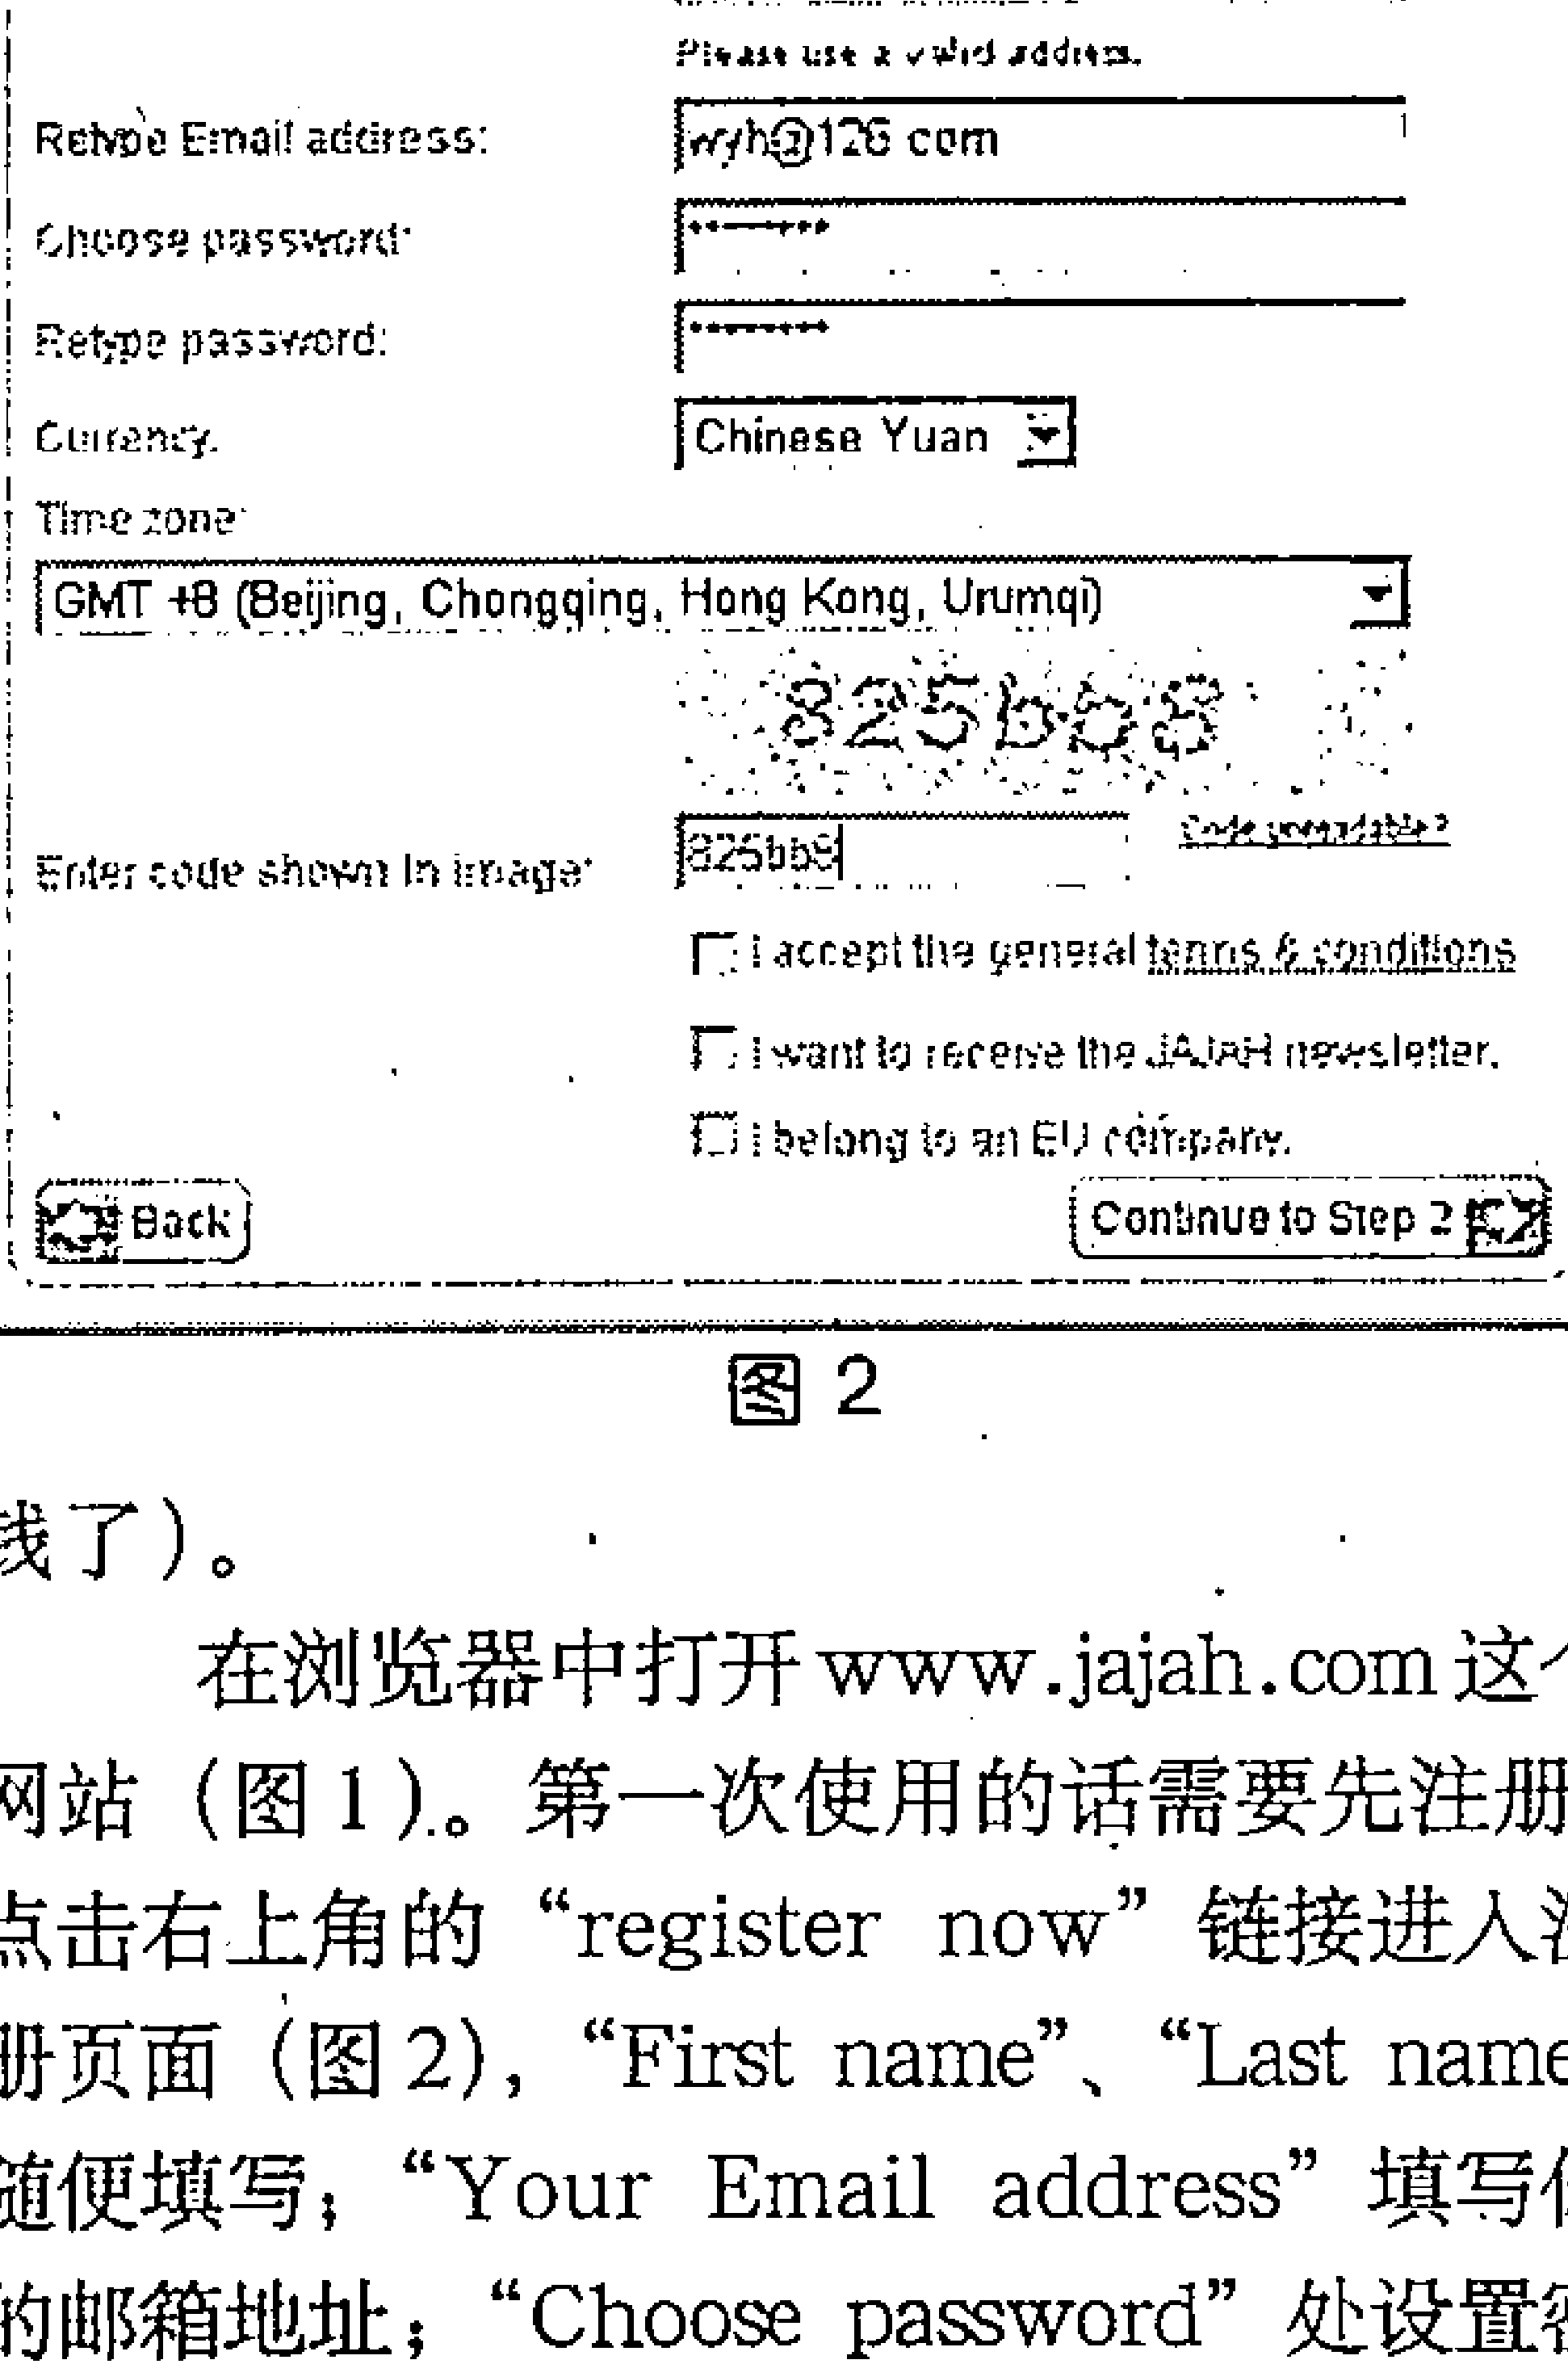 Please use a valid address.
Retype Email address: wyh@126 com
Choose password:
Retype password:
Currency. Chinese Yuan
Time zone:
GMT +8 (Beijing, Chongqing, Hong Kong, Urumqi)
825bb8
Enter code shown in image: 825bb8
Code unreadable?
I accept the general terms & conditions
I want to receive the JAJAH newsletter.
I belong to an EU company.
Back
Continue to Step 2
图 2
钱了)。
在浏览器中打开www.jajah.com这个
网站(图1)。第一次使用的话需要先注册
点击右上角的“register now”链接进入注
册页面(图2),“First name”、“Last name
随便填写;“Your Email address”填写
的邮箱地址;“Choose password”处设置密